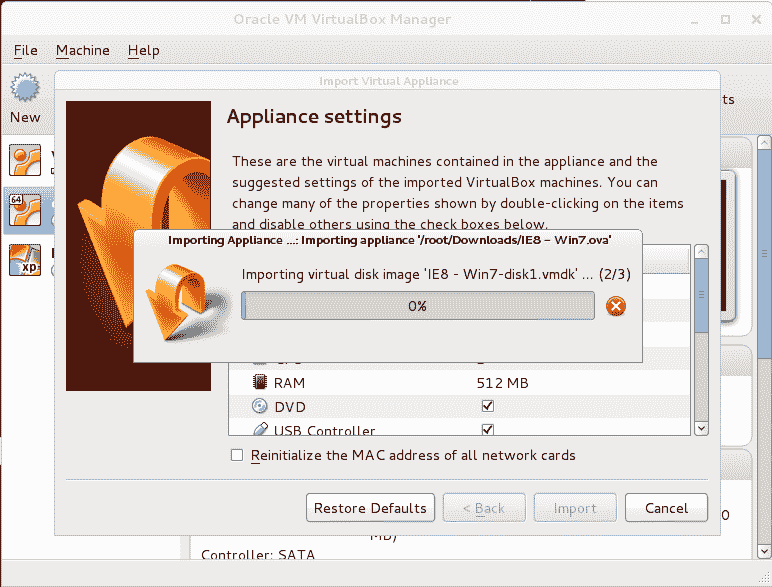 Oracle VM VirtualBox Manager
File Machine Help
New
ts
64
xp
Import Virtual Appliance
Appliance settings
These are the virtual machines contained in the appliance and the
suggested settings of the imported VirtualBox machines. You can
change many of the properties shown by double-clicking on the items
and disable others using the check boxes below.
Importing Appliance ...: Importing appliance '/root/Downloads/IE8 - Win7.ova'
Importing virtual disk image 'IE8 - Win7-disk1.vmdk' ... (2/3)
0%
RAM 512 MB
DVD
USB Controller
Reinitialize the MAC address of all network cards
Restore Defaults < Back Import Cancel
0
MB)
Controller: SATA